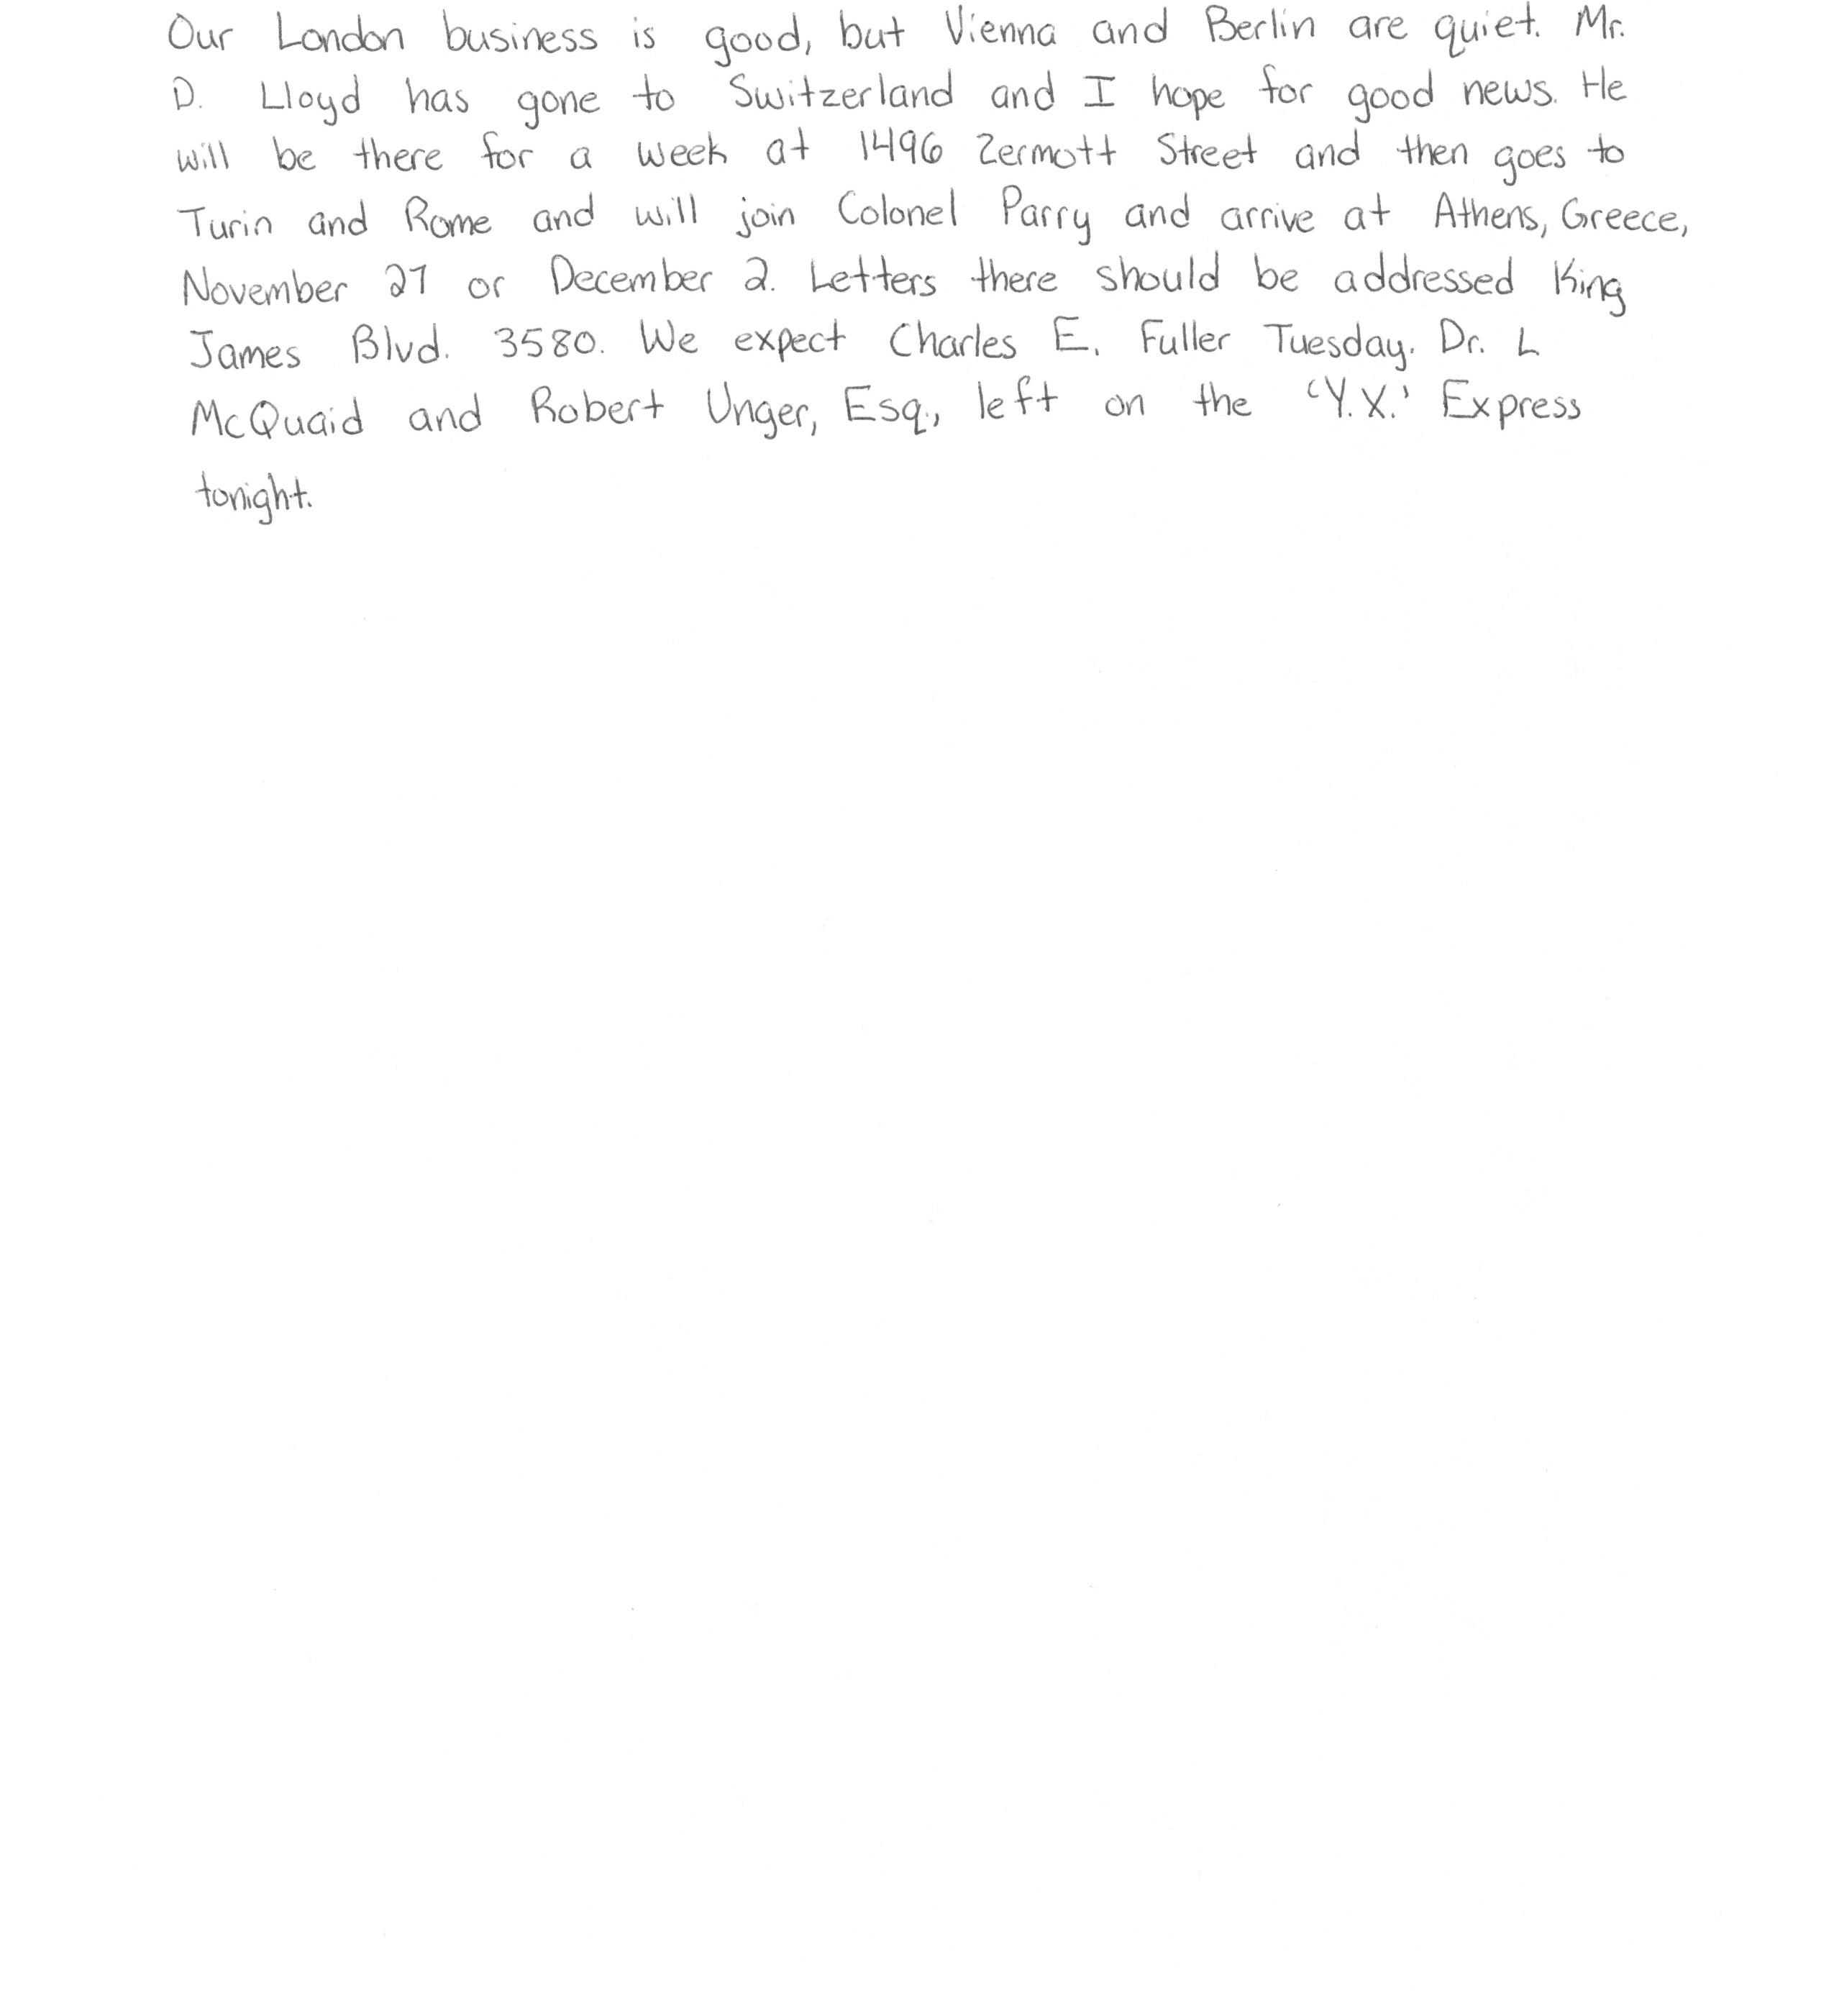 Our London business is good, but Vienna and Berlin are quiet. Mr.
D. Lloyd has gone to Switzerland and I hope for good news. He
will be there for a week at 1496 Zermott Street and then goes to
Turin and Rome and will join Colonel Parry and arrive at Athens, Greece,
November 27 or December 2. Letters there should be addressed King
James Blvd. 3580. We expect Charles E. Fuller Tuesday. Dr. L
McQuaid and Robert Unger, Esq., left on the 'Y.X.' Express
tonight.